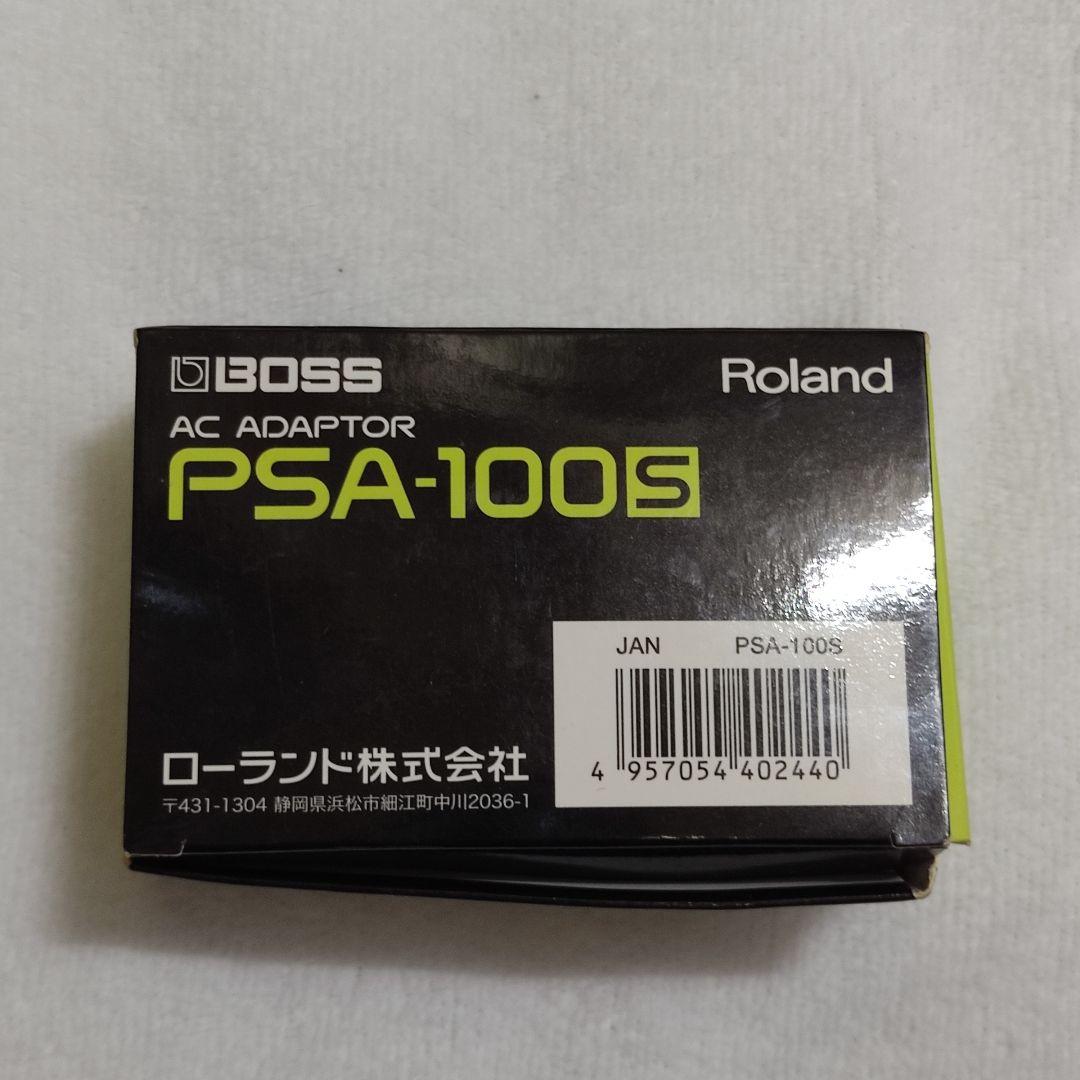 BOSS
Roland
AC ADAPTOR
PSA-100S
JAN PSA-100S
4 957054 402440
ローランド株式会社
〒431-1304 静岡県浜松市細江町中川2036-1